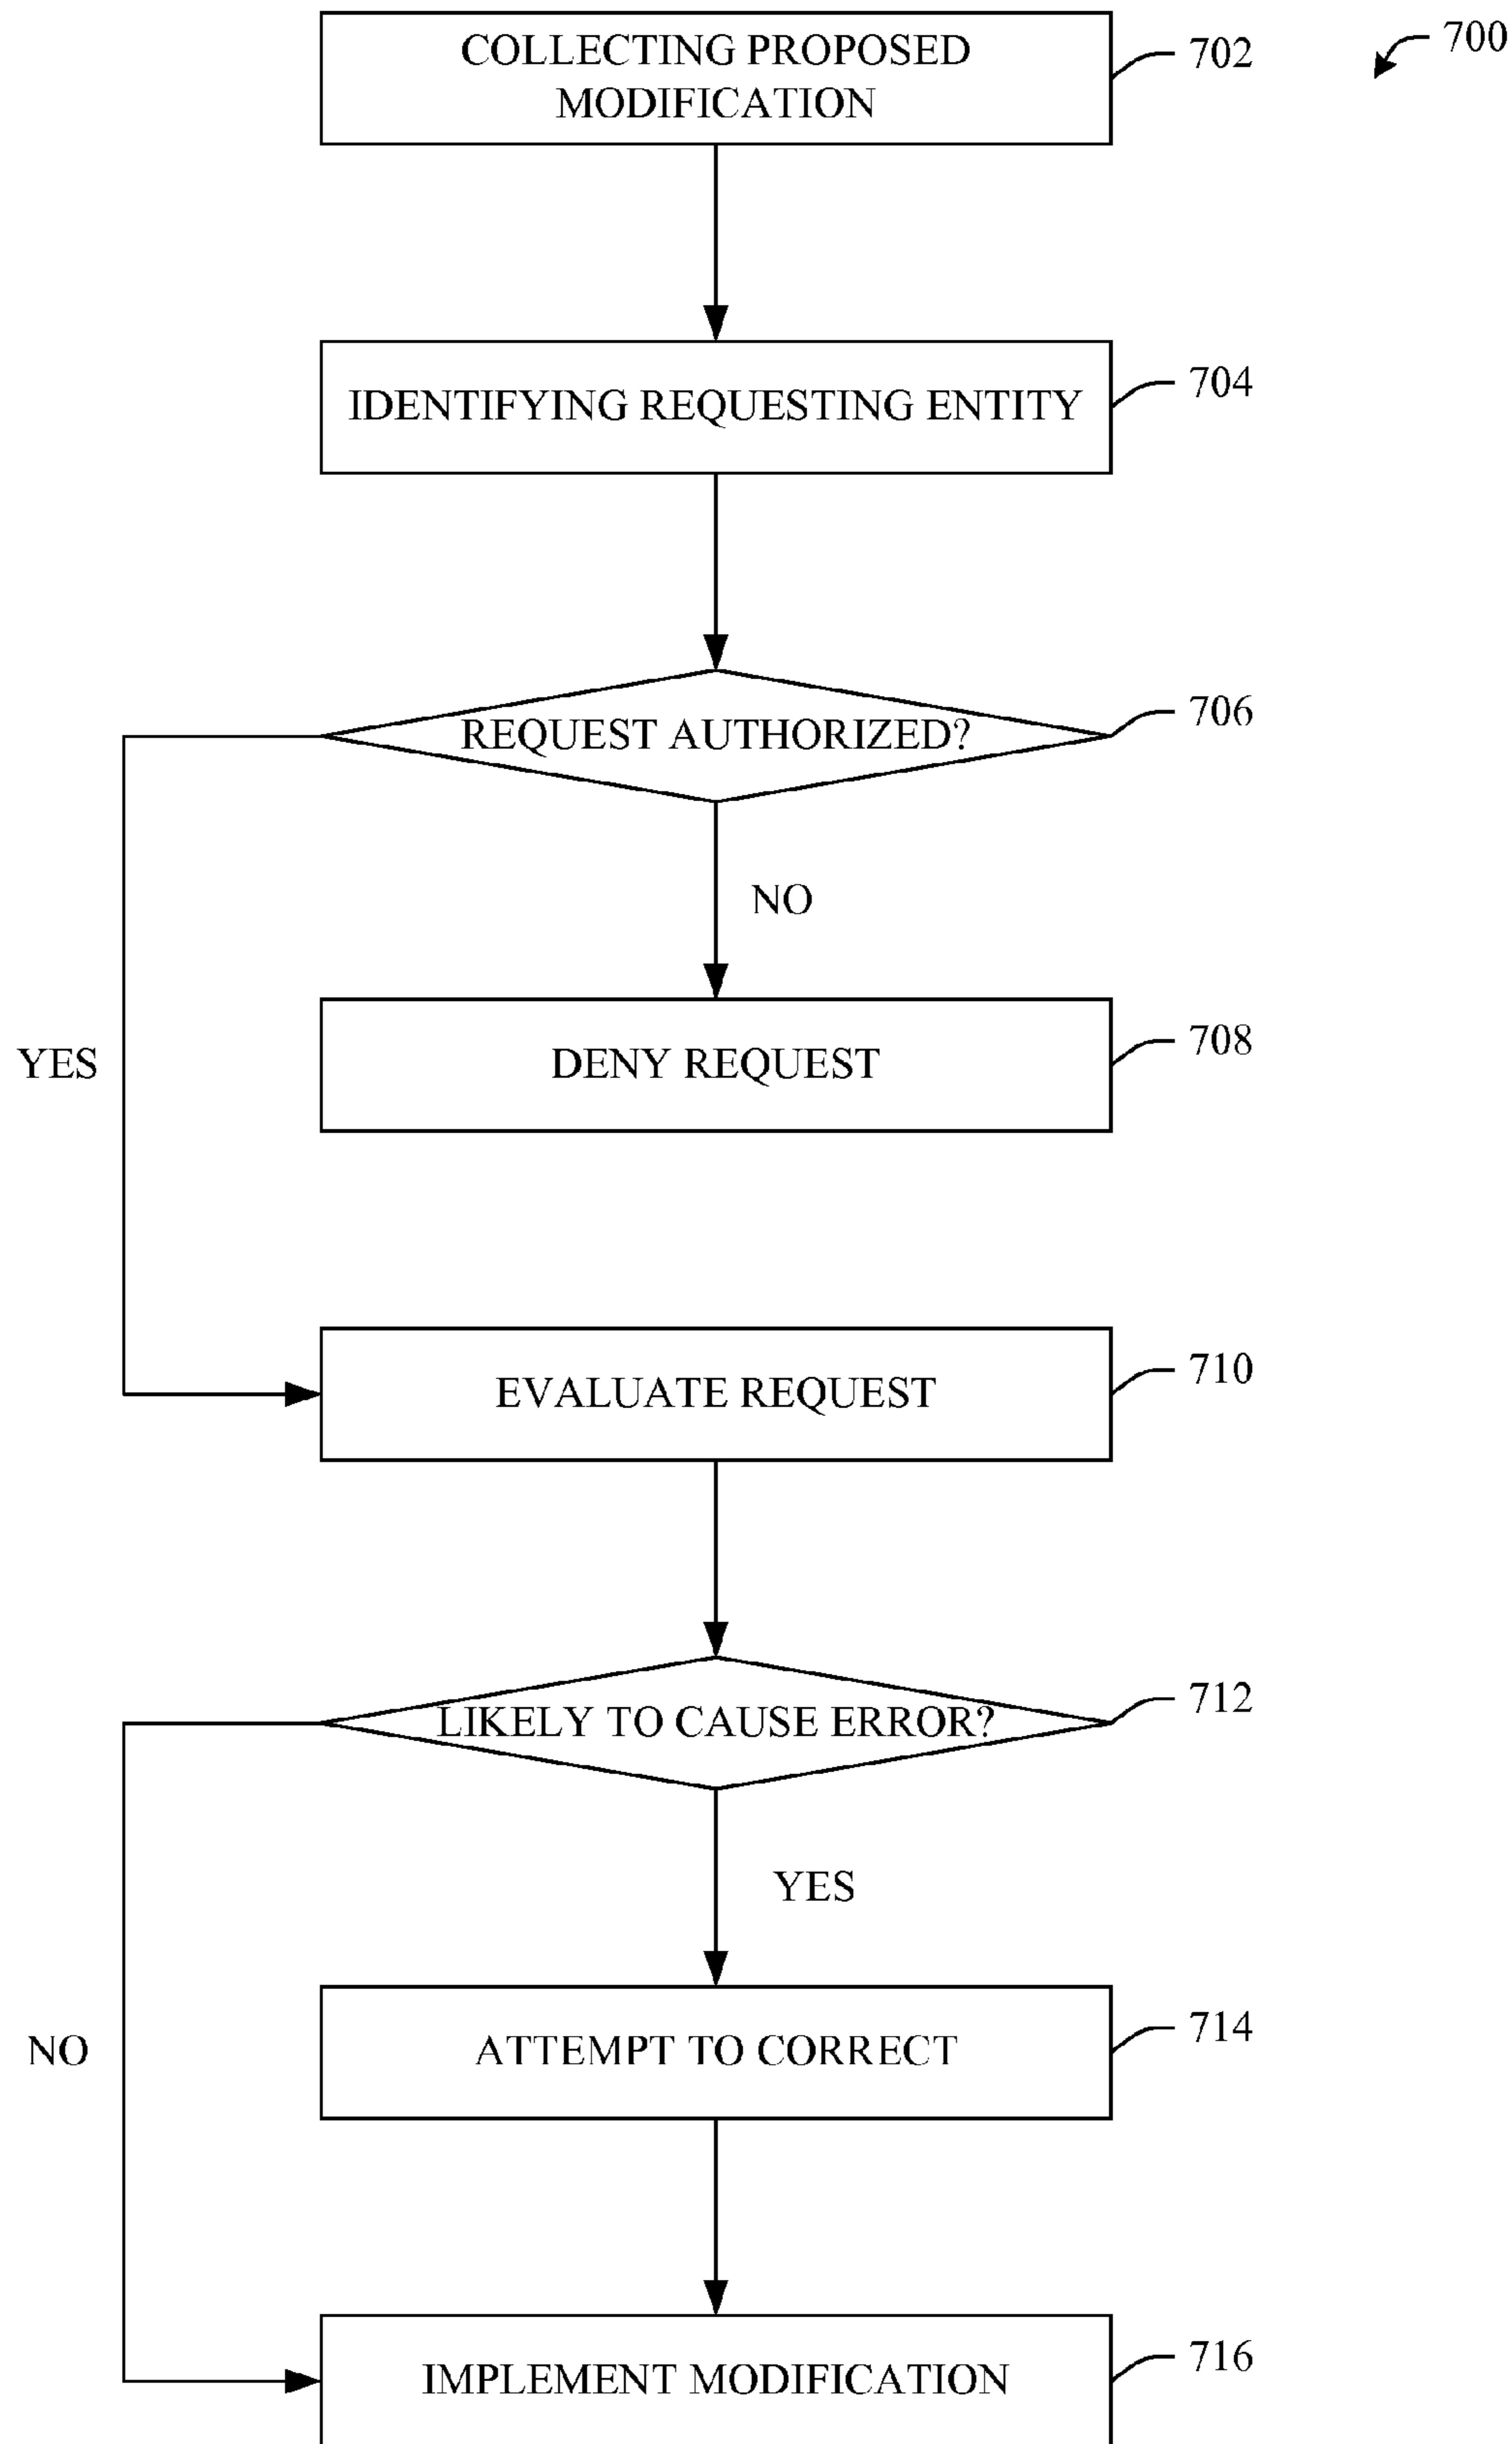 COLLECTING PROPOSED
MODIFICATION
702
700
IDENTIFYING REQUESTING ENTITY
704
REQUEST AUTHORIZED?
706
NO
YES
DENY REQUEST
708
EVALUATE REQUEST
710
LIKELY TO CAUSE ERROR?
712
YES
NO
ATTEMPT TO CORRECT
714
IMPLEMENT MODIFICATION
716